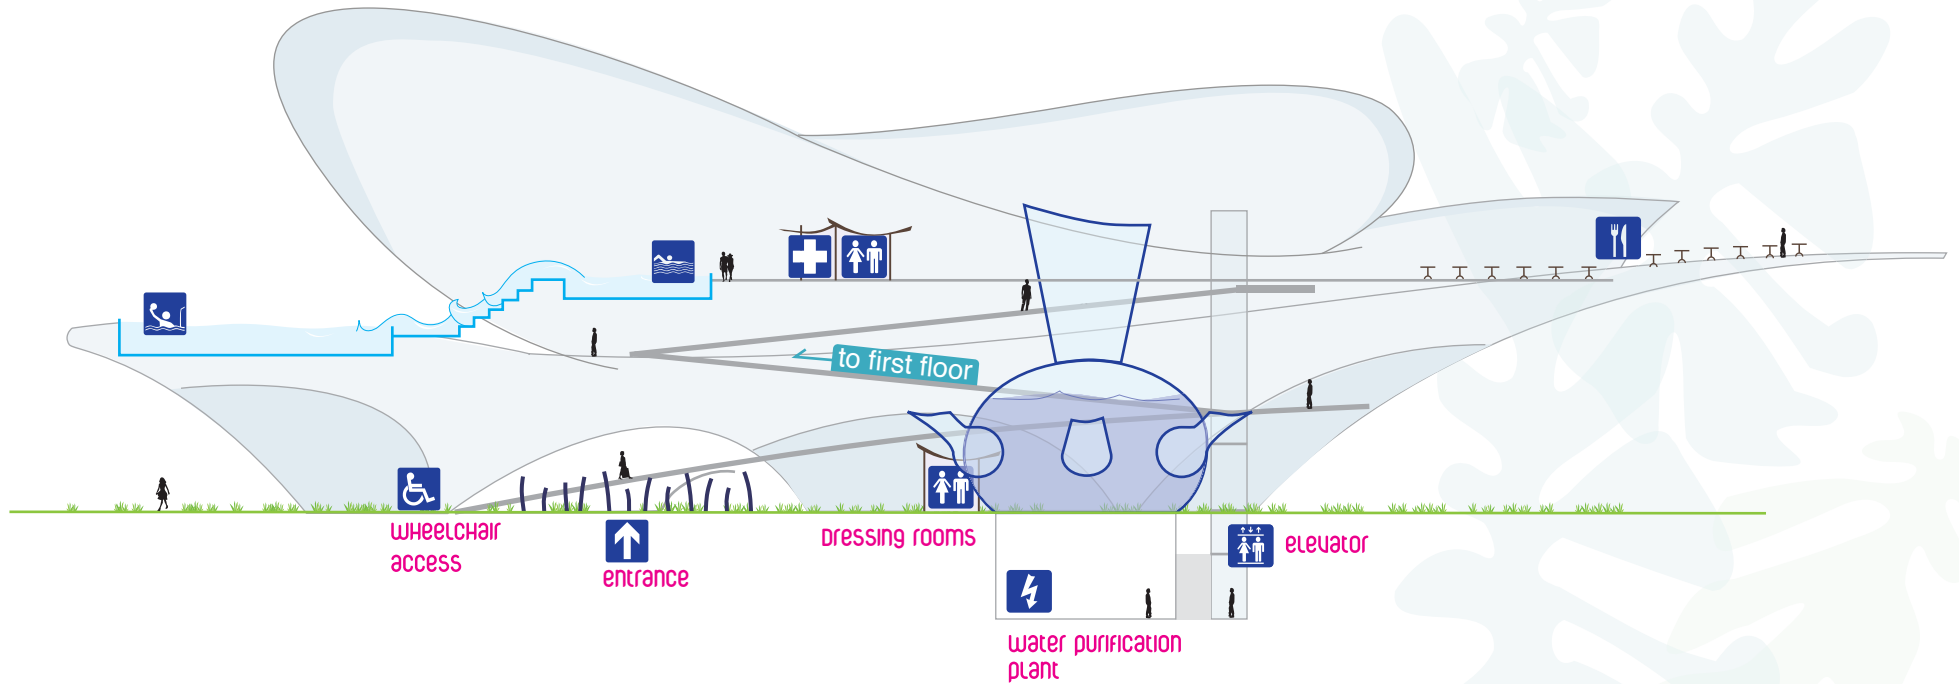 to first floor
wheelchair
access
entrance
Dressing rooms
elevator
water purification
plant